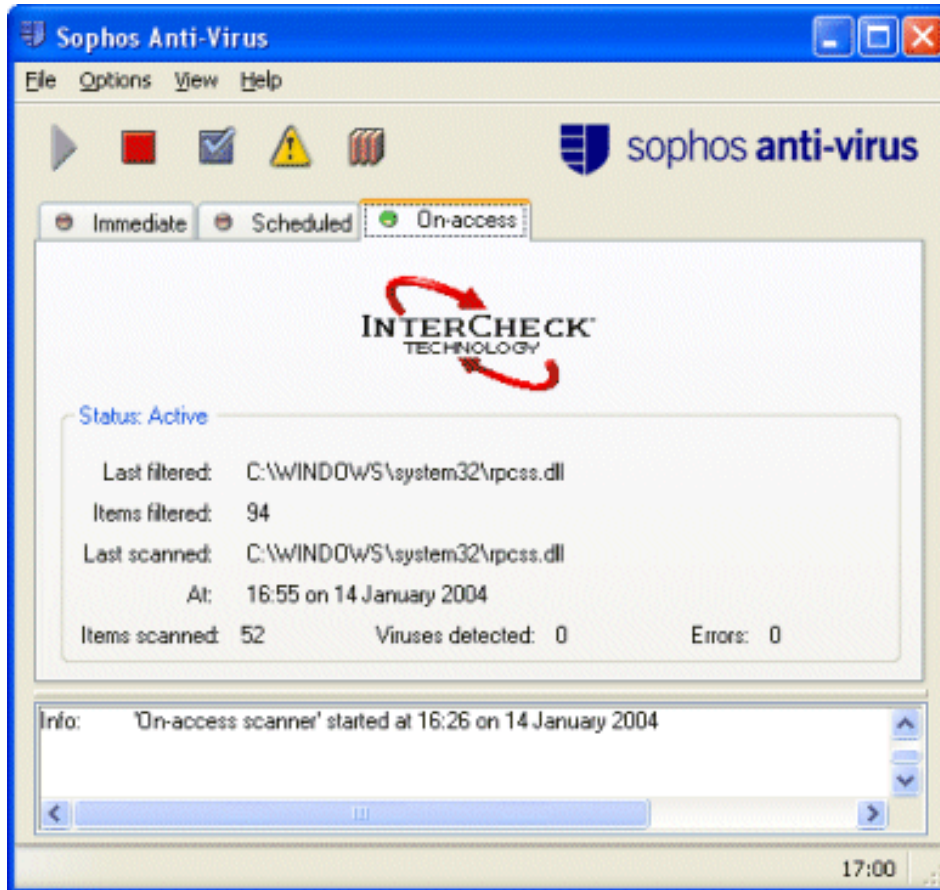 Sophos Anti-Virus
File Options View Help
sophos anti-virus
Immediate Scheduled On-access
INTERCHECK
TECHNOLOGY
Status: Active
Last filtered: C:\WINDOWS\system32\rpcss.dll
Items filtered: 94
Last scanned: C:\WINDOWS\system32\rpcss.dll
At: 16:55 on 14 January 2004
Items scanned: 52 Viruses detected: 0 Errors: 0
Info: 'On-access scanner' started at 16:26 on 14 January 2004
17:00